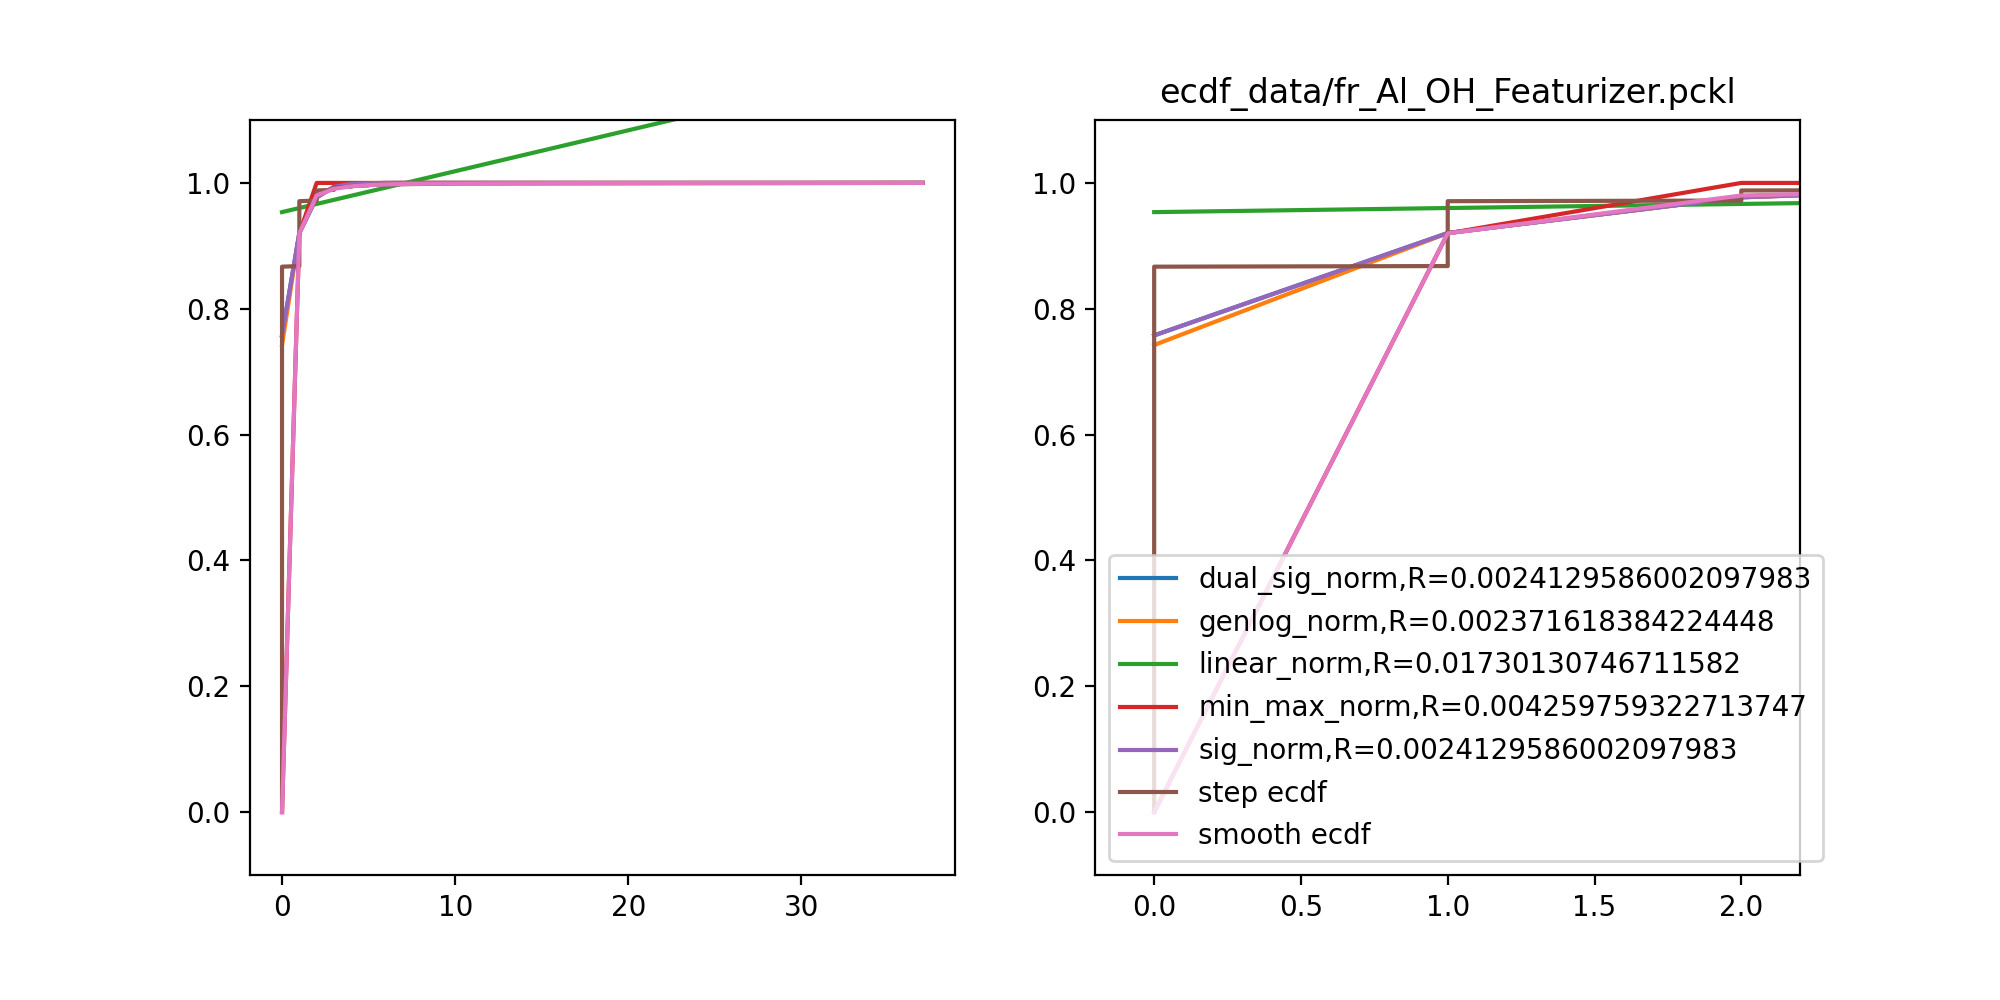 ecdf_data/fr_Al_OH_Featurizer.pckl
1.0
0.8
0.6
0.4
0.2
0.0
0
10
20
30
1.0
0.8
0.6
0.4
0.2
0.0
0.0
0.5
1.0
1.5
2.0
dual_sig_norm,R=0.0024129586002097983
genlog_norm,R=0.002371618384224448
linear_norm,R=0.01730130746711582
min_max_norm,R=0.004259759322713747
sig_norm,R=0.0024129586002097983
step ecdf
smooth ecdf